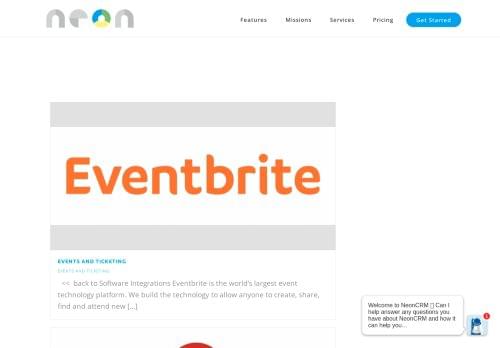 neon
Features Missions Services Pricing Get Started
Eventbrite
EVENTS AND TICKETING
EVENTS AND TICKETING
<< back to Software Integrations Eventbrite is the world's largest event
technology platform. We build the technology to allow anyone to create, share,
find and attend new [...]
Welcome to NeonCRM 🀆 Can I
help answer any questions you
have about NeonCRM and how it
can help you...
1